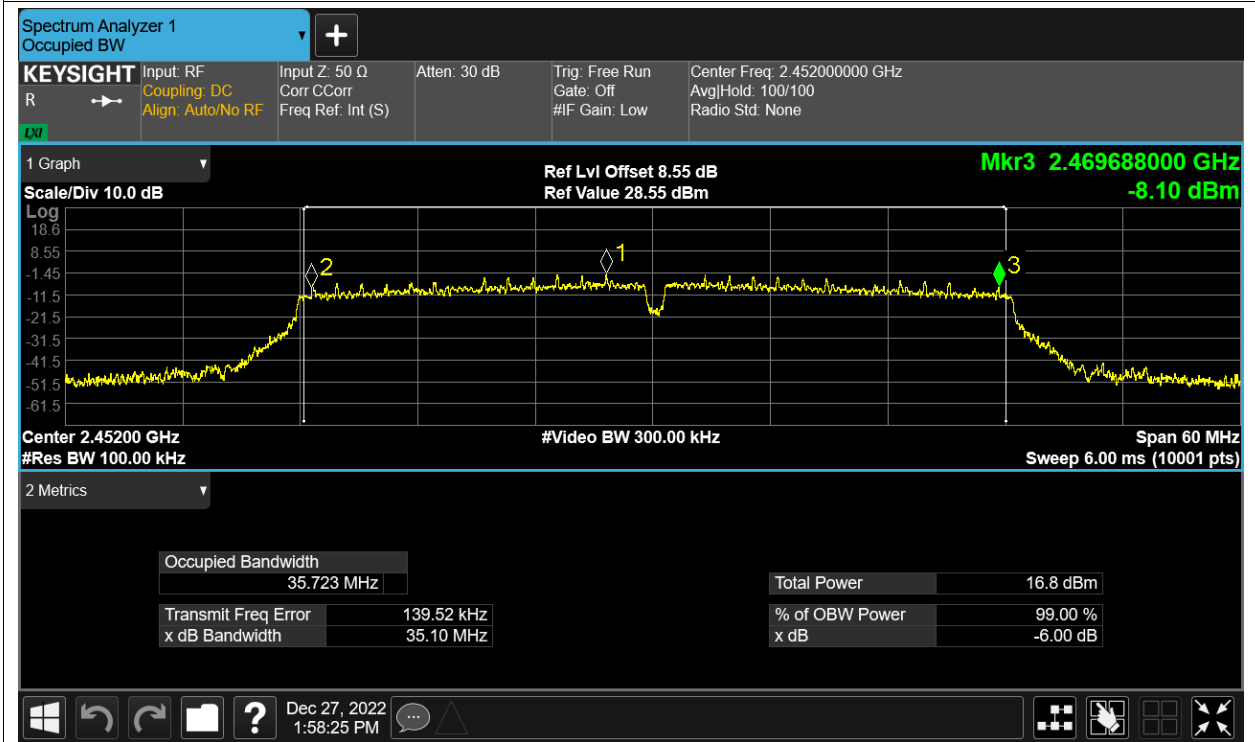 Spectrum Analyzer 1
Occupied BW
KEYSIGHT
R
LXI
Input: RF
Coupling: DC
Align: Auto/No RF
Input Z: 50 Ω
Corr CCorr
Freq Ref: Int (S)
Atten: 30 dB
Trig: Free Run
Gate: Off
#IF Gain: Low
Center Freq: 2.452000000 GHz
Avg|Hold: 100/100
Radio Std: None
1 Graph
Scale/Div 10.0 dB
Ref Lvl Offset 8.55 dB
Ref Value 28.55 dBm
Mkr3 2.469688000 GHz
-8.10 dBm
Log
18.6
8.55
-1.45
-11.5
-21.5
-31.5
-41.5
-51.5
-61.5
2
1
3
Center 2.45200 GHz
#Res BW 100.00 kHz
#Video BW 300.00 kHz
Span 60 MHz
Sweep 6.00 ms (10001 pts)
2 Metrics
Occupied Bandwidth
35.723 MHz
Transmit Freq Error 139.52 kHz
x dB Bandwidth 35.10 MHz
Total Power 16.8 dBm
% of OBW Power 99.00 %
x dB -6.00 dB
?
Dec 27, 2022
1:58:25 PM